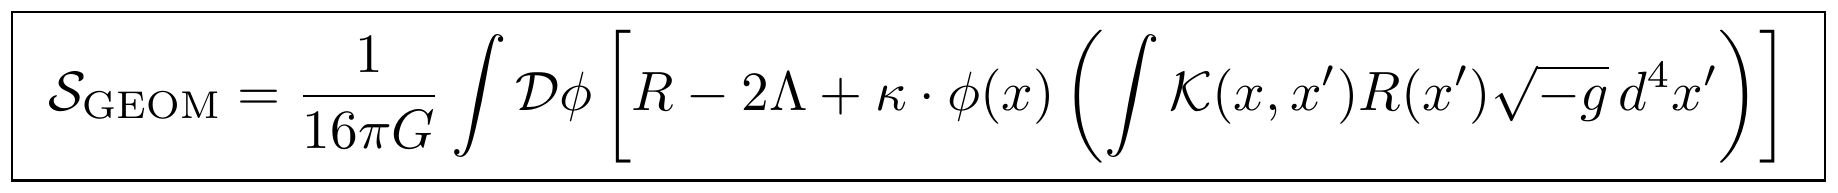 𝒮_GEOM = 1/(16πG) ∫ 𝒟ϕ [R − 2Λ + κ · ϕ(x) (∫ 𝒦(x, x′)R(x′)√−g d⁴x′)]